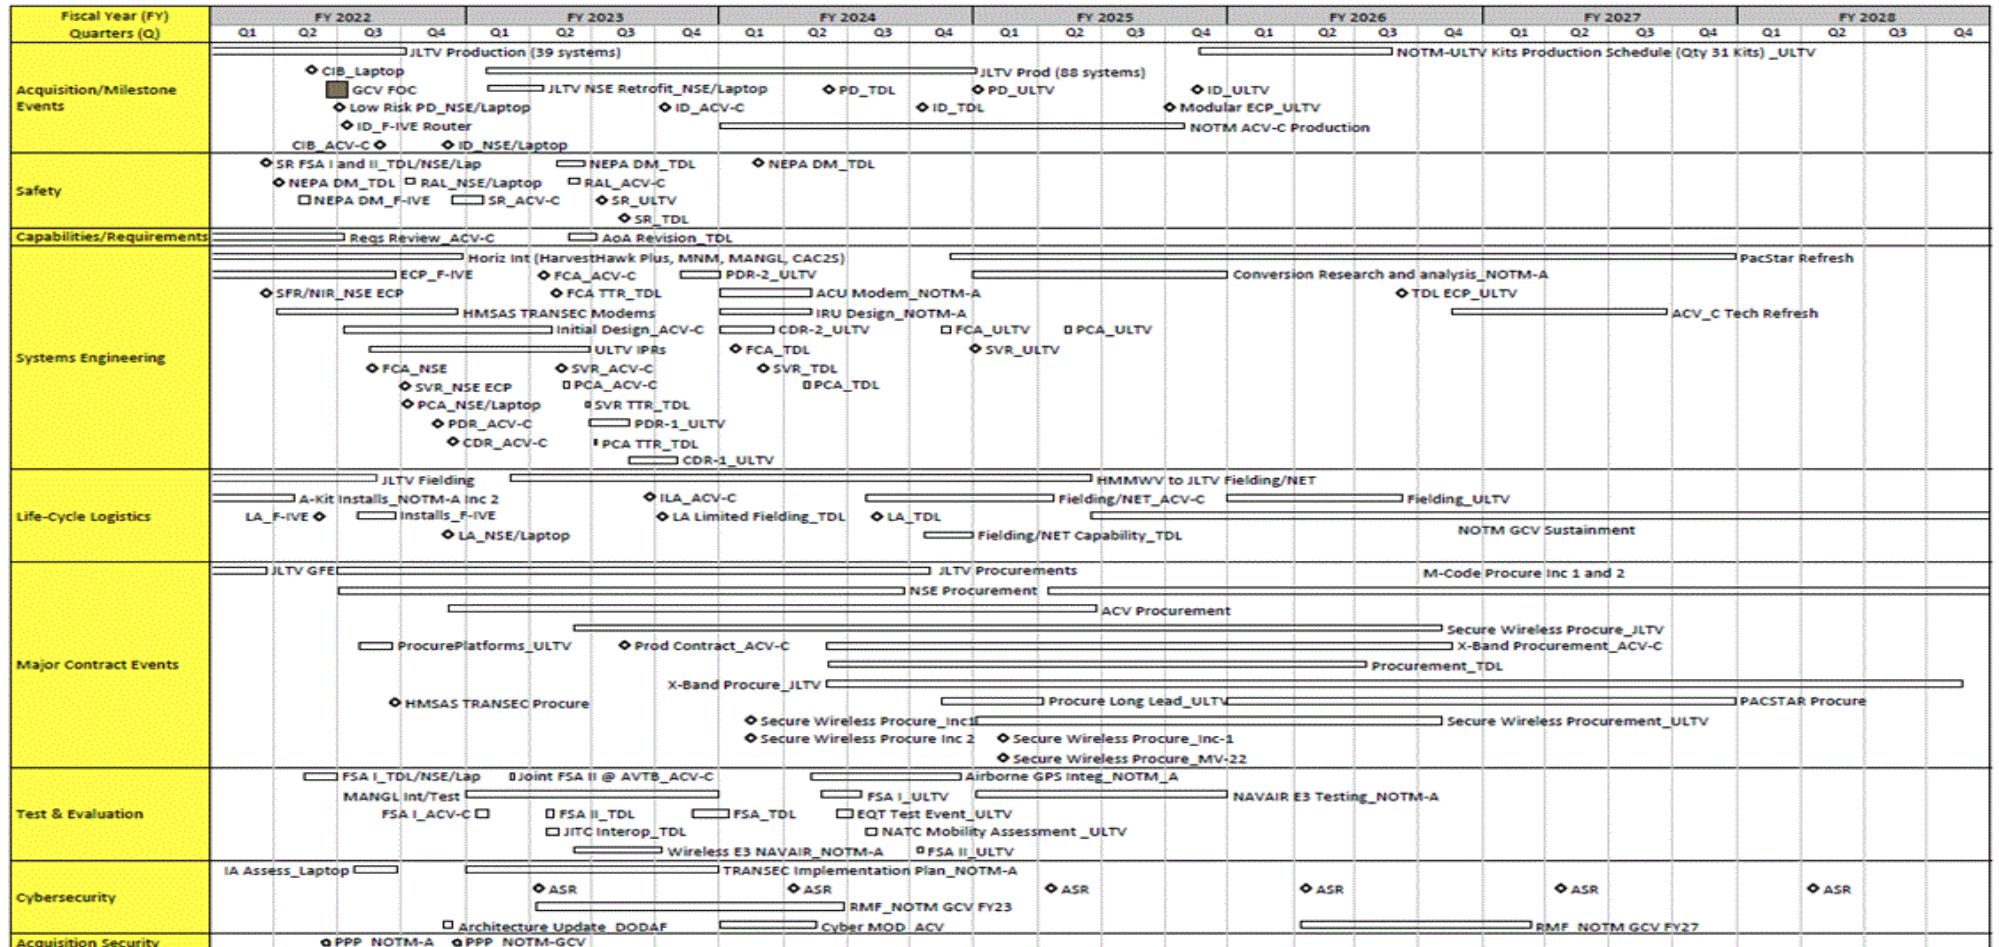 Fiscal Year (FY) FY 2022 FY 2023 FY 2024 FY 2025 FY 2026 FY 2027 FY 2028
Quarters (Q) Q1 Q2 Q3 Q4 Q1 Q2 Q3 Q4 Q1 Q2 Q3 Q4 Q1 Q2 Q3 Q4 Q1 Q2 Q3 Q4 Q1 Q2 Q3 Q4 Q1 Q2 Q3 Q4
Acquisition/Milestone
Events
JLTV Production (39 systems) NOTM-ULTV Kits Production Schedule (Qty 31 Kits) _ULTV
CIB_Laptop JLTV Prod (88 systems)
GCV FOC JLTV NSE Retrofit_NSE/Laptop PD_TDL PD_ULTV ID_ULTV
Low Risk PD_NSE/Laptop ID_ACV-C ID_TDL Modular ECP_ULTV
ID_F-IVE Router NOTM ACV-C Production
CIB_ACV-C ID_NSE/Laptop
Safety
SR FSA I and II_TDL/NSE/Lap NEPA DM_TDL NEPA DM_TDL
NEPA DM_TDL RAL_NSE/Laptop RAL_ACV-C
NEPA DM_F-IVE SR_ACV-C SR_ULTV
SR_TDL
Capabilities/Requirements Reqs Review_ACV-C AoA Revision_TDL
Systems Engineering
Horiz Int (HarvestHawk Plus, MNM, MANGL, CAC2S) PacStar Refresh
ECP_F-IVE FCA_ACV-C PDR-2_ULTV Conversion Research and analysis_NOTM-A
SFR/NIR_NSE ECP FCA TTR_TDL ACU Modem_NOTM-A TDL ECP_ULTV
HMSAS TRANSEC Modems IRU Design_NOTM-A ACV_C Tech Refresh
Initial Design_ACV-C CDR-2_ULTV FCA_ULTV PCA_ULTV
ULTV IPRs FCA_TDL SVR_ULTV
FCA_NSE SVR_ACV-C SVR_TDL
SVR_NSE ECP PCA_ACV-C PCA_TDL
PCA_NSE/Laptop SVR TTR_TDL
PDR_ACV-C PDR-1_ULTV
CDR_ACV-C PCA TTR_TDL
CDR-1_ULTV
Life-Cycle Logistics
JLTV Fielding HMMWV to JLTV Fielding/NET
A-Kit Installs_NOTM-A Inc 2 ILA_ACV-C Fielding/NET_ACV-C Fielding_ULTV
LA_F-IVE Installs_F-IVE LA Limited Fielding_TDL LA_TDL
NOTM GCV Sustainment
LA_NSE/Laptop Fielding/NET Capability_TDL
Major Contract Events
JLTV GFE JLTV Procurements M-Code Procure Inc 1 and 2
NSE Procurement
ACV Procurement
Secure Wireless Procure_JLTV
ProcurePlatforms_ULTV Prod Contract_ACV-C X-Band Procurement_ACV-C
Procurement_TDL
X-Band Procure_JLTV
HMSAS TRANSEC Procure Procure Long Lead_ULTV PACSTAR Procure
Secure Wireless Procure_Inc1 Secure Wireless Procurement_ULTV
Secure Wireless Procure Inc 2 Secure Wireless Procure_Inc-1
Secure Wireless Procure_MV-22
Test & Evaluation
FSA I_TDL/NSE/Lap Joint FSA II @ AVTB_ACV-C Airborne GPS Integ_NOTM_A
MANGL Int/Test FSA I_ULTV NAVAIR E3 Testing_NOTM-A
FSA I_ACV-C FSA II_TDL FSA_TDL EQT Test Event_ULTV
JITC Interop_TDL NATC Mobility Assessment _ULTV
Wireless E3 NAVAIR_NOTM-A FSA II_ULTV
Cybersecurity
IA Assess_Laptop TRANSEC Implementation Plan_NOTM-A
ASR ASR ASR ASR ASR ASR
RMF_NOTM GCV FY23
Architecture Update_DODAF Cyber MOD_ACV RMF_NOTM GCV FY27
Acquisition Security PPP_NOTM-A PPP_NOTM-GCV